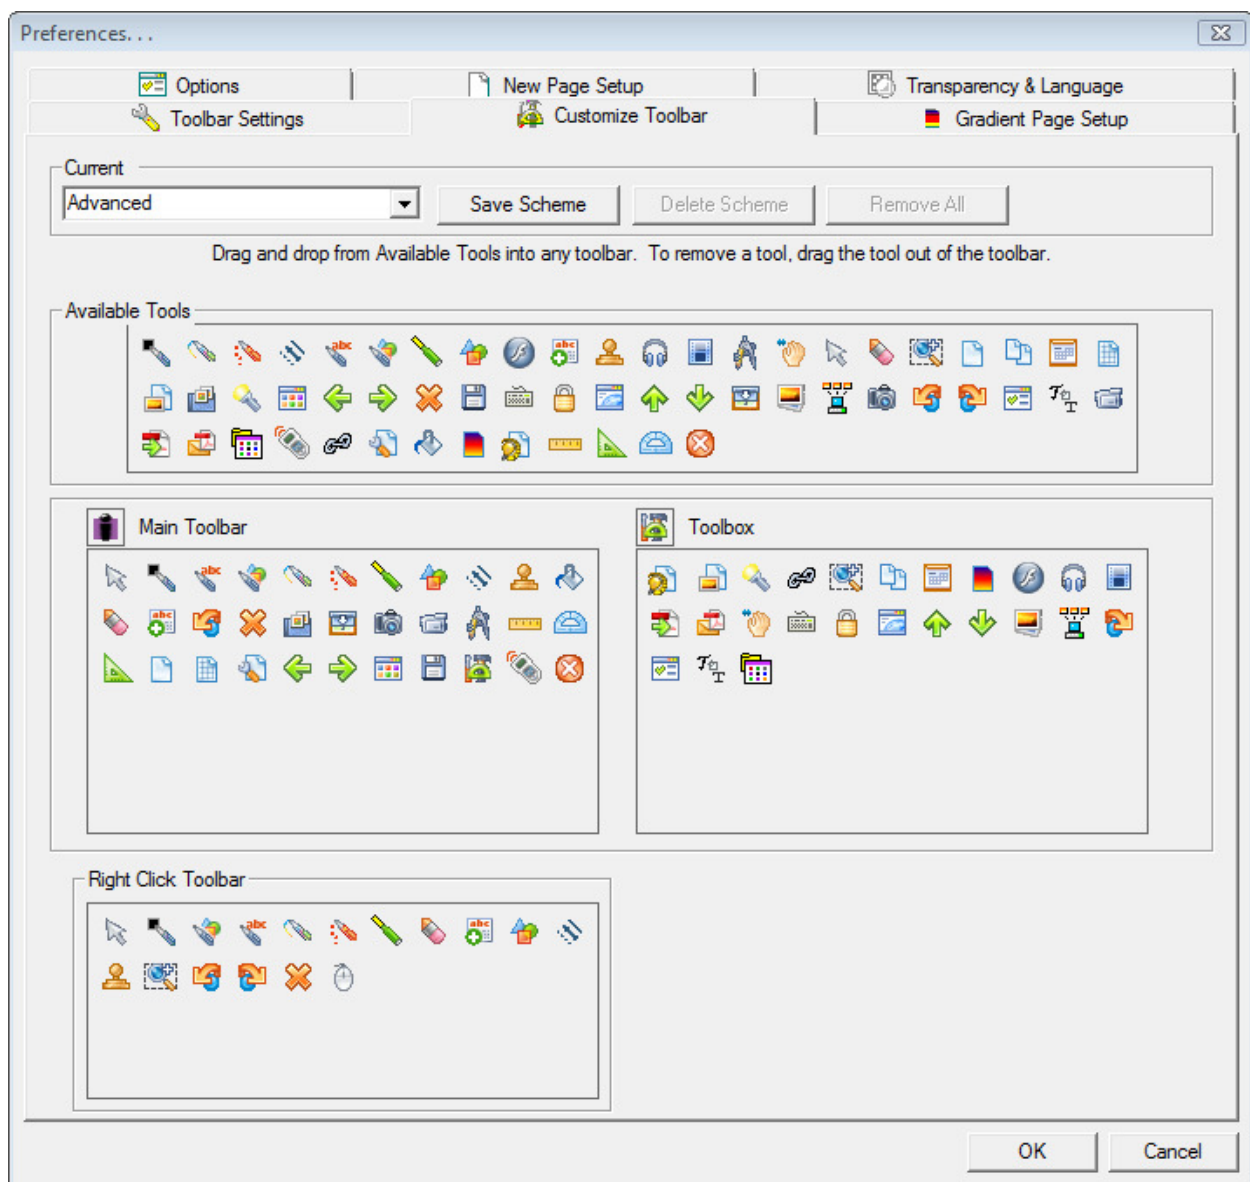 Preferences. . .
Options
New Page Setup
Transparency & Language
Toolbar Settings
Customize Toolbar
Gradient Page Setup
Current
Advanced
Save Scheme
Delete Scheme
Remove All
Drag and drop from Available Tools into any toolbar.  To remove a tool, drag the tool out of the toolbar.
Available Tools
Main Toolbar
Toolbox
Right Click Toolbar
OK
Cancel